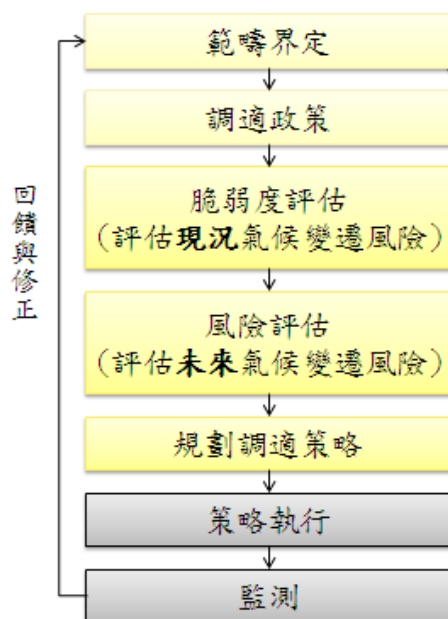 範疇界定
調適政策
脆弱度評估
(評估現況氣候變遷風險)
風險評估
(評估未來氣候變遷風險)
規劃調適策略
策略執行
監測
回饋與修正